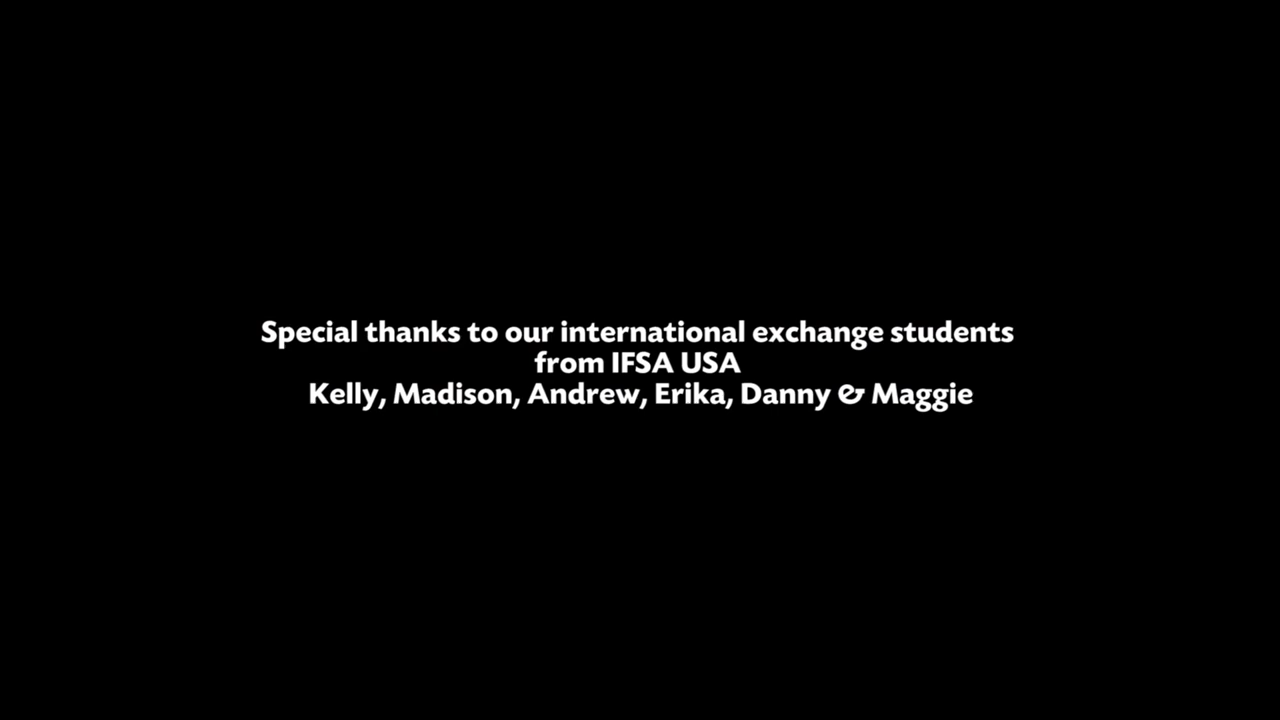 Special thanks to our international exchange students
from IFSA USA
Kelly, Madison, Andrew, Erika, Danny & Maggie